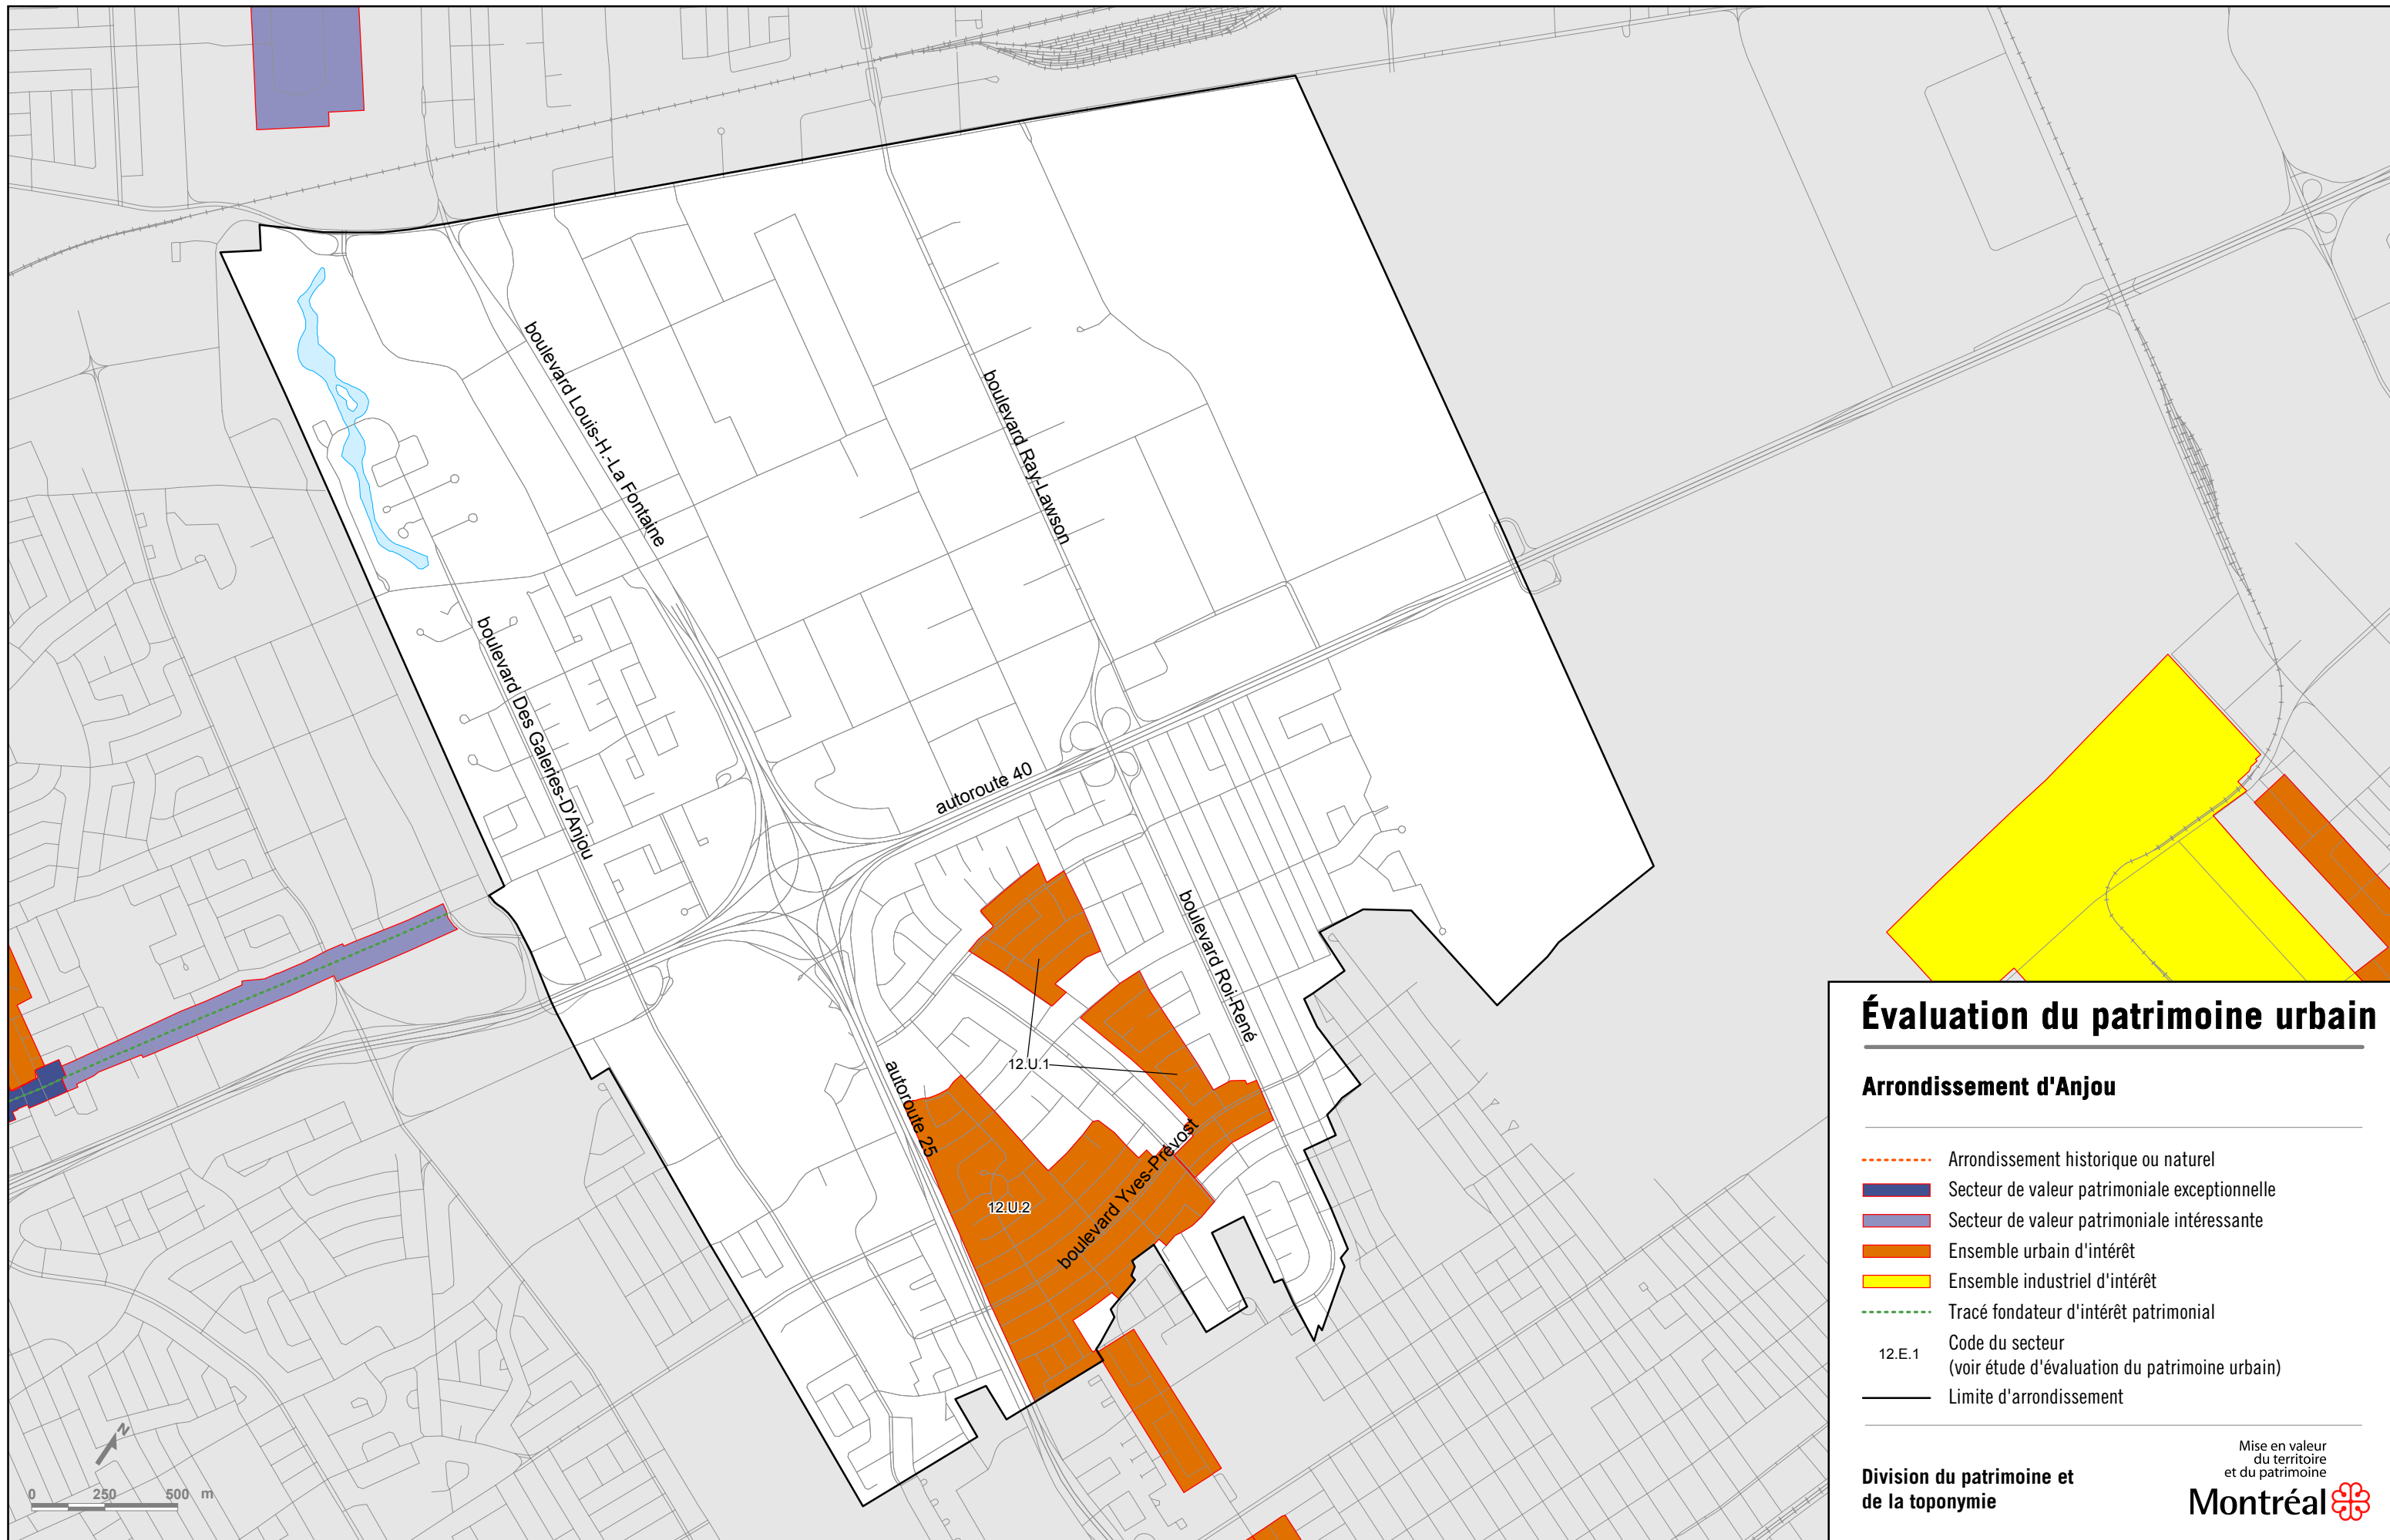 boulevard Louis-H.-La Fontaine
boulevard Ray-Lawson
boulevard Des Galeries-D'Anjou
autoroute 40
boulevard Roi-René
12.U.1
autoroute 25
boulevard Yves-Prévost
12.U.2
N
0 250 500 m
Évaluation du patrimoine urbain
Arrondissement d'Anjou
Arrondissement historique ou naturel
Secteur de valeur patrimoniale exceptionnelle
Secteur de valeur patrimoniale intéressante
Ensemble urbain d'intérêt
Ensemble industriel d'intérêt
Tracé fondateur d'intérêt patrimonial
12.E.1 Code du secteur
(voir étude d'évaluation du patrimoine urbain)
Limite d'arrondissement
Division du patrimoine et
de la toponymie
Mise en valeur
du territoire
et du patrimoine
Montréal